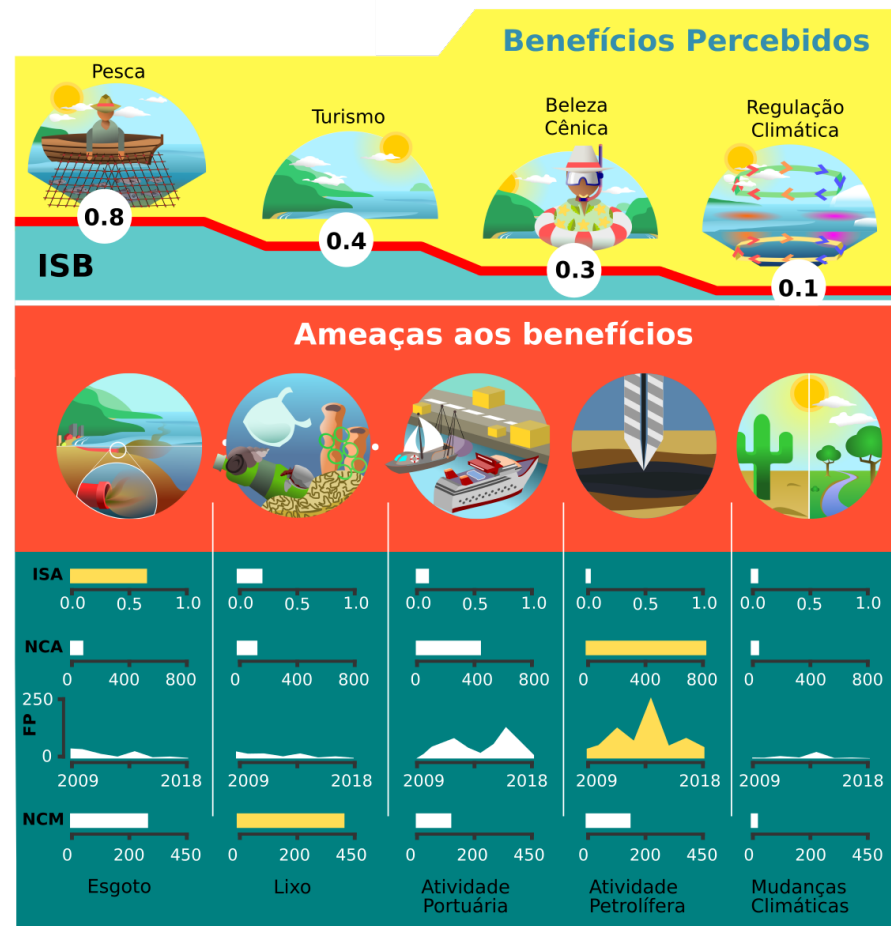 Benefícios Percebidos
Pesca
Turismo
Beleza
Cênica
Regulação
Climática
0.8
0.4
0.3
0.1
ISB
Ameaças aos benefícios
ISA
0.0 0.5 1.0
0.0 0.5 1.0
0.0 0.5 1.0
0.0 0.5 1.0
0.0 0.5 1.0
NCA
0 400 800
0 400 800
0 400 800
0 400 800
0 400 800
FP
250
0
2009 2018
2009 2018
2009 2018
2009 2018
2009 2018
NCM
0 200 450
0 200 450
0 200 450
0 200 450
0 200 450
Esgoto
Lixo
Atividade
Portuária
Atividade
Petrolífera
Mudanças
Climáticas